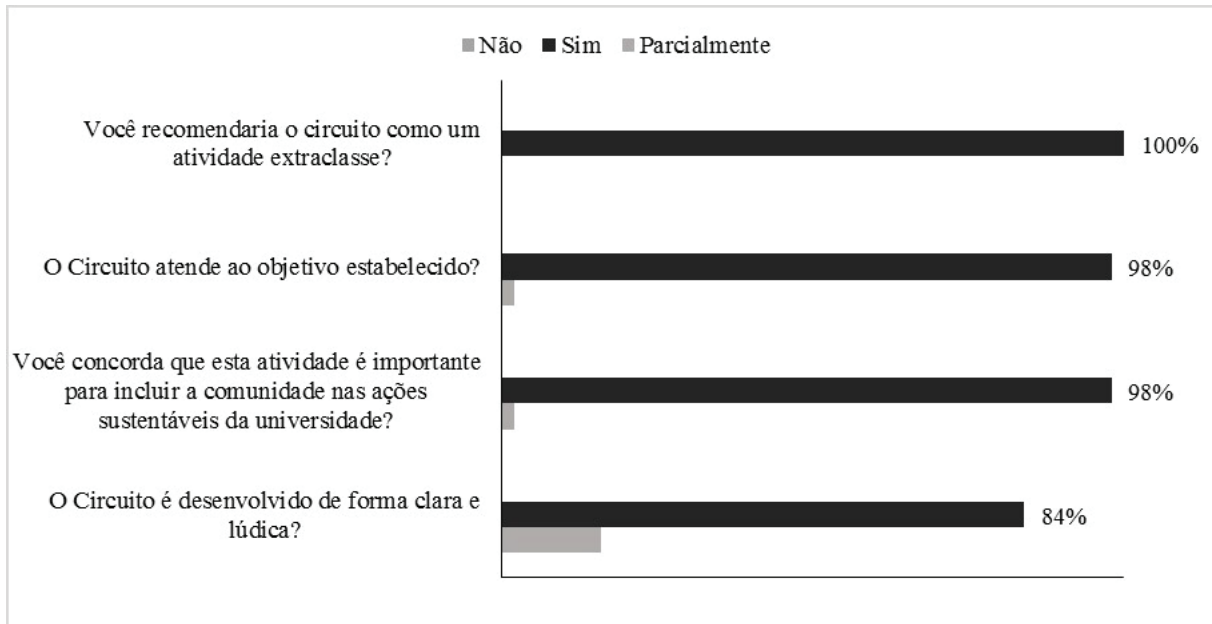 Não Sim Parcialmente
Você recomendaria o circuito como um
atividade extraclasse?
100%
O Circuito atende ao objetivo estabelecido?
98%
Você concorda que esta atividade é importante
para incluir a comunidade nas ações
sustentáveis da universidade?
98%
O Circuito é desenvolvido de forma clara e
lúdica?
84%